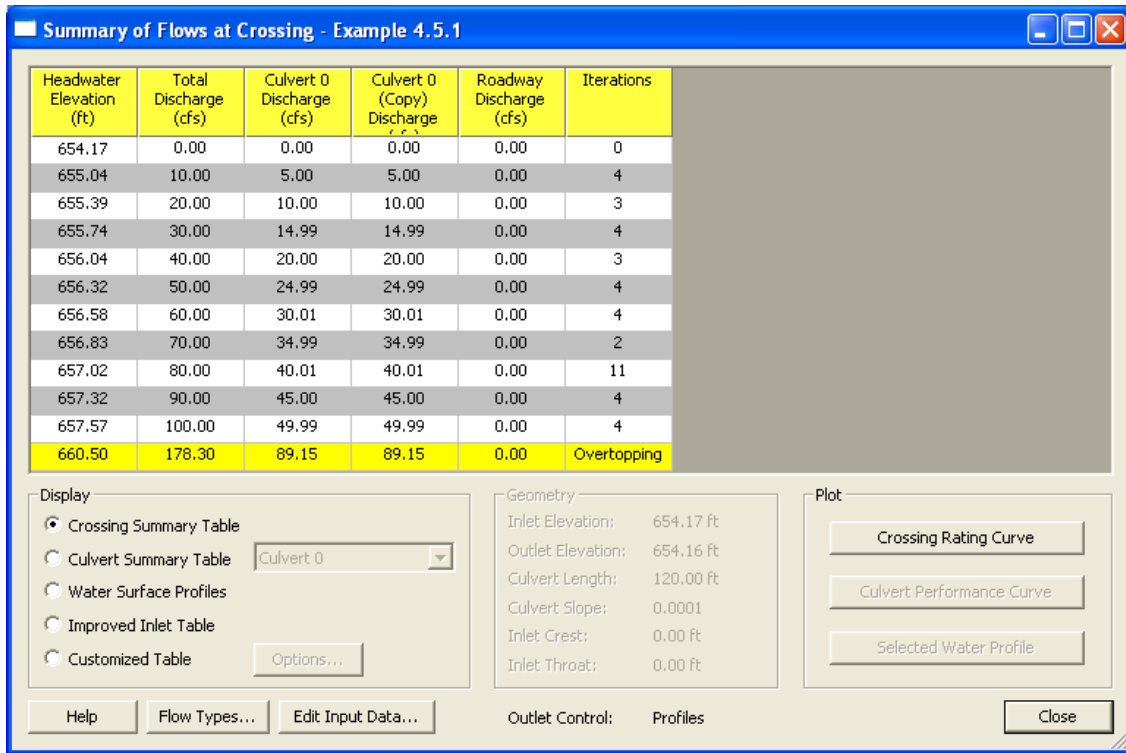 Summary of Flows at Crossing - Example 4.5.1
Headwater Elevation (ft) Total Discharge (cfs) Culvert 0 Discharge (cfs) Culvert 0 (Copy) Discharge Roadway Discharge (cfs) Iterations
654.17 0.00 0.00 0.00 0.00 0
655.04 10.00 5.00 5.00 0.00 4
655.39 20.00 10.00 10.00 0.00 3
655.74 30.00 14.99 14.99 0.00 4
656.04 40.00 20.00 20.00 0.00 3
656.32 50.00 24.99 24.99 0.00 4
656.58 60.00 30.01 30.01 0.00 4
656.83 70.00 34.99 34.99 0.00 2
657.02 80.00 40.01 40.01 0.00 11
657.32 90.00 45.00 45.00 0.00 4
657.57 100.00 49.99 49.99 0.00 4
660.50 178.30 89.15 89.15 0.00 Overtopping
Display
Crossing Summary Table
Culvert Summary Table Culvert 0
Water Surface Profiles
Improved Inlet Table
Customized Table Options...
Geometry
Inlet Elevation: 654.17 ft
Outlet Elevation: 654.16 ft
Culvert Length: 120.00 ft
Culvert Slope: 0.0001
Inlet Crest: 0.00 ft
Inlet Throat: 0.00 ft
Plot
Crossing Rating Curve
Culvert Performance Curve
Selected Water Profile
Help Flow Types... Edit Input Data... Outlet Control: Profiles Close